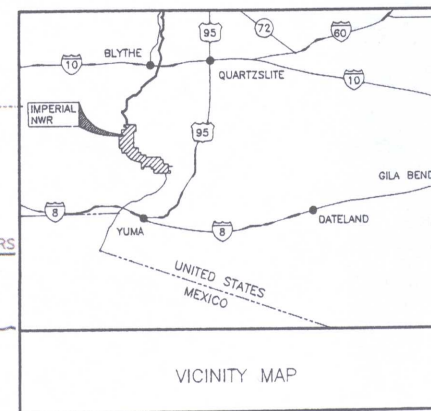 95
72
60
BLYTHE
10
QUARTZSLITE
10
IMPERIAL
NWR
95
GILA BEND
8
YUMA
8
DATELAND
RS
UNITED STATES
MEXICO
VICINITY MAP